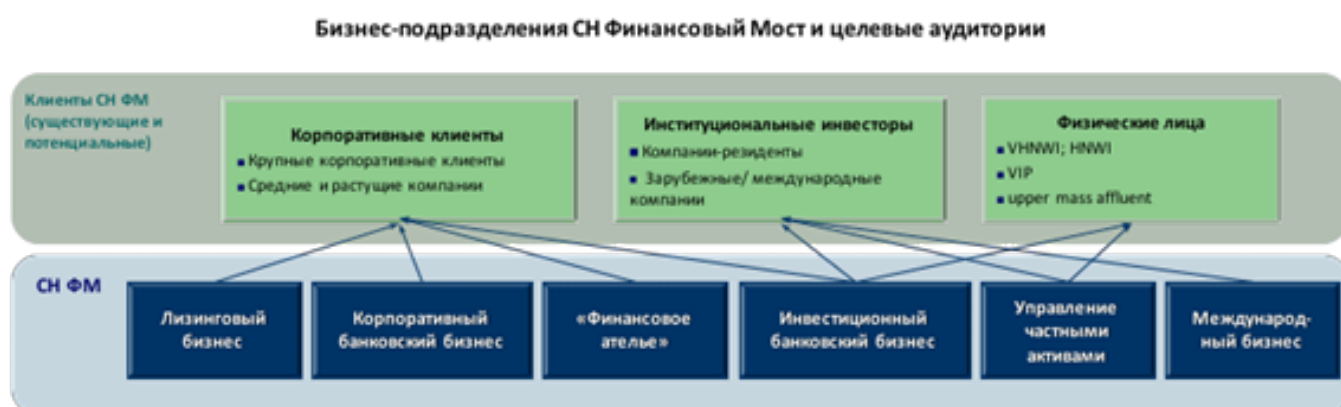 Бизнес-подразделения СН Финансовый Мост и целевые аудитории
Клиенты СН ФМ
(существующие и
потенциальные)
Корпоративные клиенты
▪ Крупные корпоративные клиенты
▪ Средние и растущие компании
Институциональные инвесторы
▪ Компании-резиденты
▪ Зарубежные/ международные
компании
Физические лица
▪ VHNWI; HNWI
▪ VIP
▪ upper mass affluent
СН ФМ
Лизинговый
бизнес
Корпоративный
банковский бизнес
«Финансовое
ателье»
Инвестиционный
банковский бизнес
Управление
частными
активами
Международ-
ный бизнес